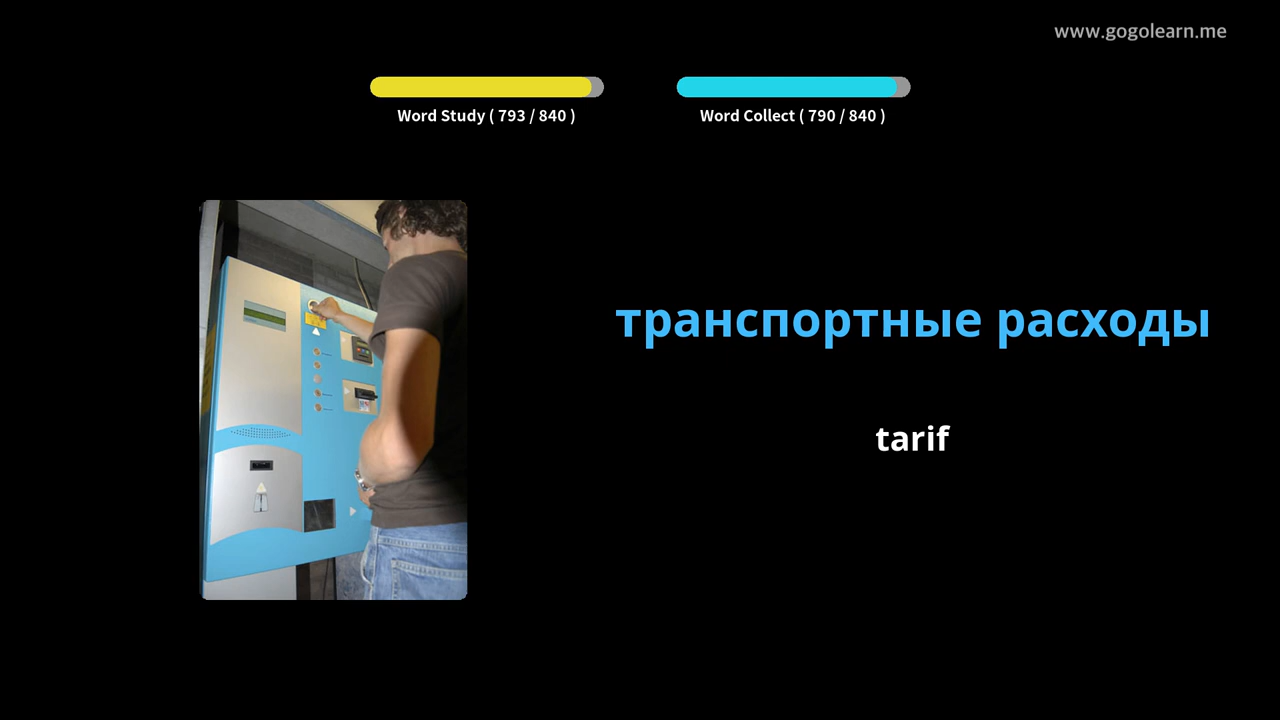 www.gogolearn.me
Word Study ( 793 / 840 )
Word Collect ( 790 / 840 )
транспортные расходы
tarif